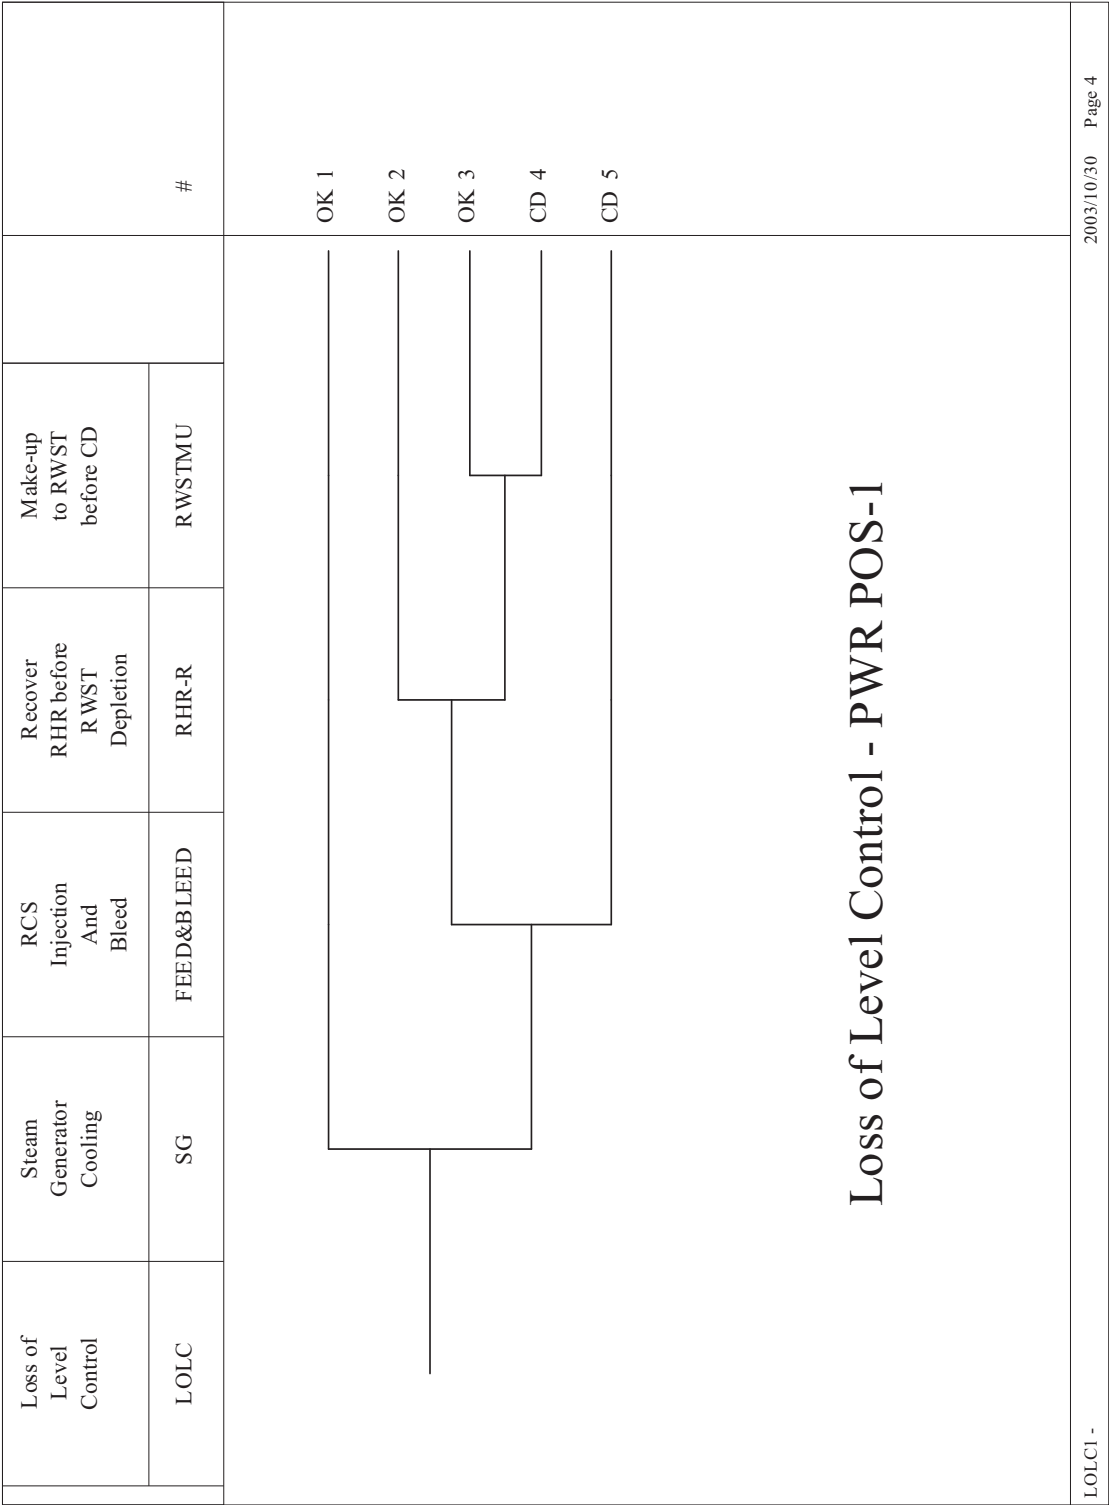 Loss of
Level
Control
Steam
Generator
Cooling
RCS
Injection
And
Bleed
Recover
RHR before
RWST
Depletion
Make-up
to RWST
before CD
LOLC
SG
FEED&BLEED
RHR-R
RWSTMU
#
OK 1
OK 2
OK 3
CD 4
CD 5
Loss of Level Control - PWR POS-1
LOLC1 -
2003/10/30 Page 4